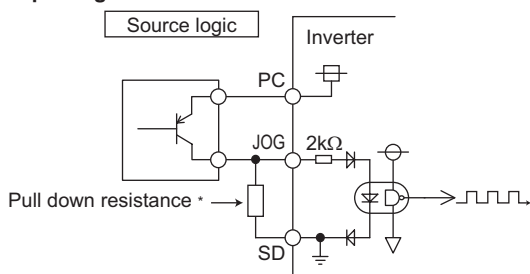 Source logic
Inverter
PC
JOG
2kΩ
Pull down resistance *
SD